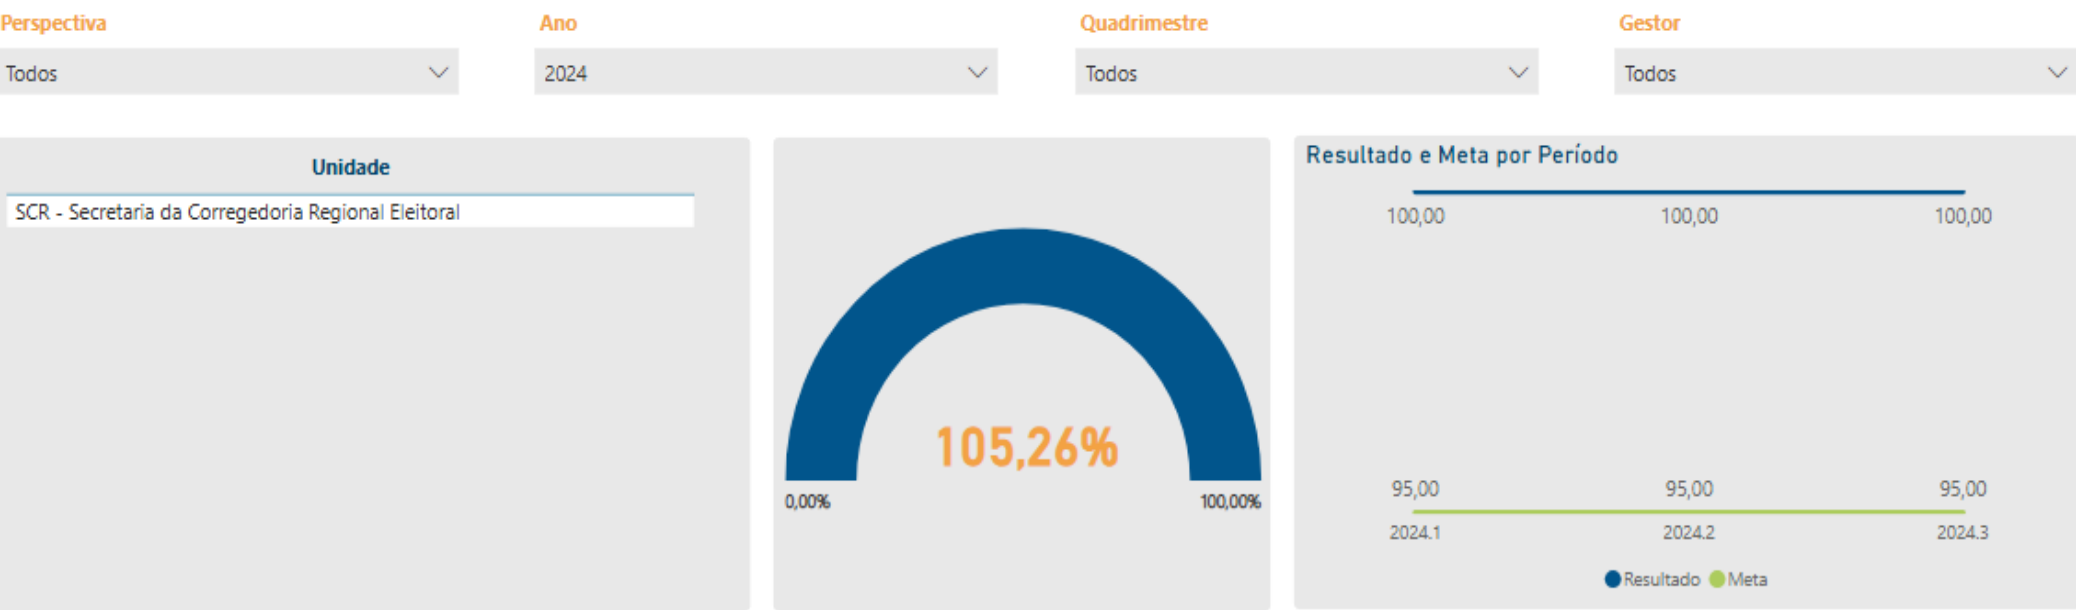 Perspectiva
Ano
Quadrimestre
Gestor
Todos
2024
Todos
Todos
Unidade
SCR - Secretaria da Corregedoria Regional Eleitoral
105,26%
0,00%
100,00%
Resultado e Meta por Período
100,00 100,00 100,00
95,00 95,00 95,00
2024.1 2024.2 2024.3
Resultado Meta